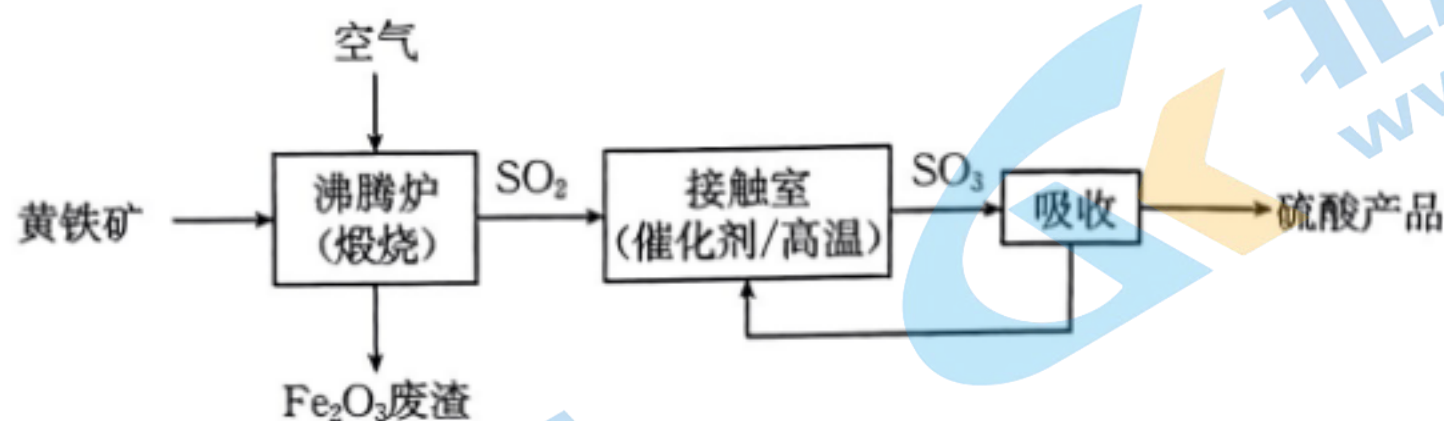 空气
黄铁矿
沸腾炉
(煅烧)
SO₂
接触室
(催化剂/高温)
SO₃
吸收
硫酸产品
Fe₂O₃废渣